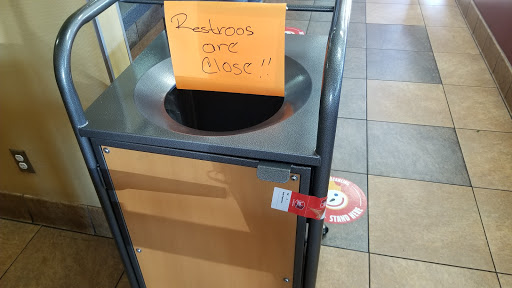 Restroos
are
Close!!
STAND HERE